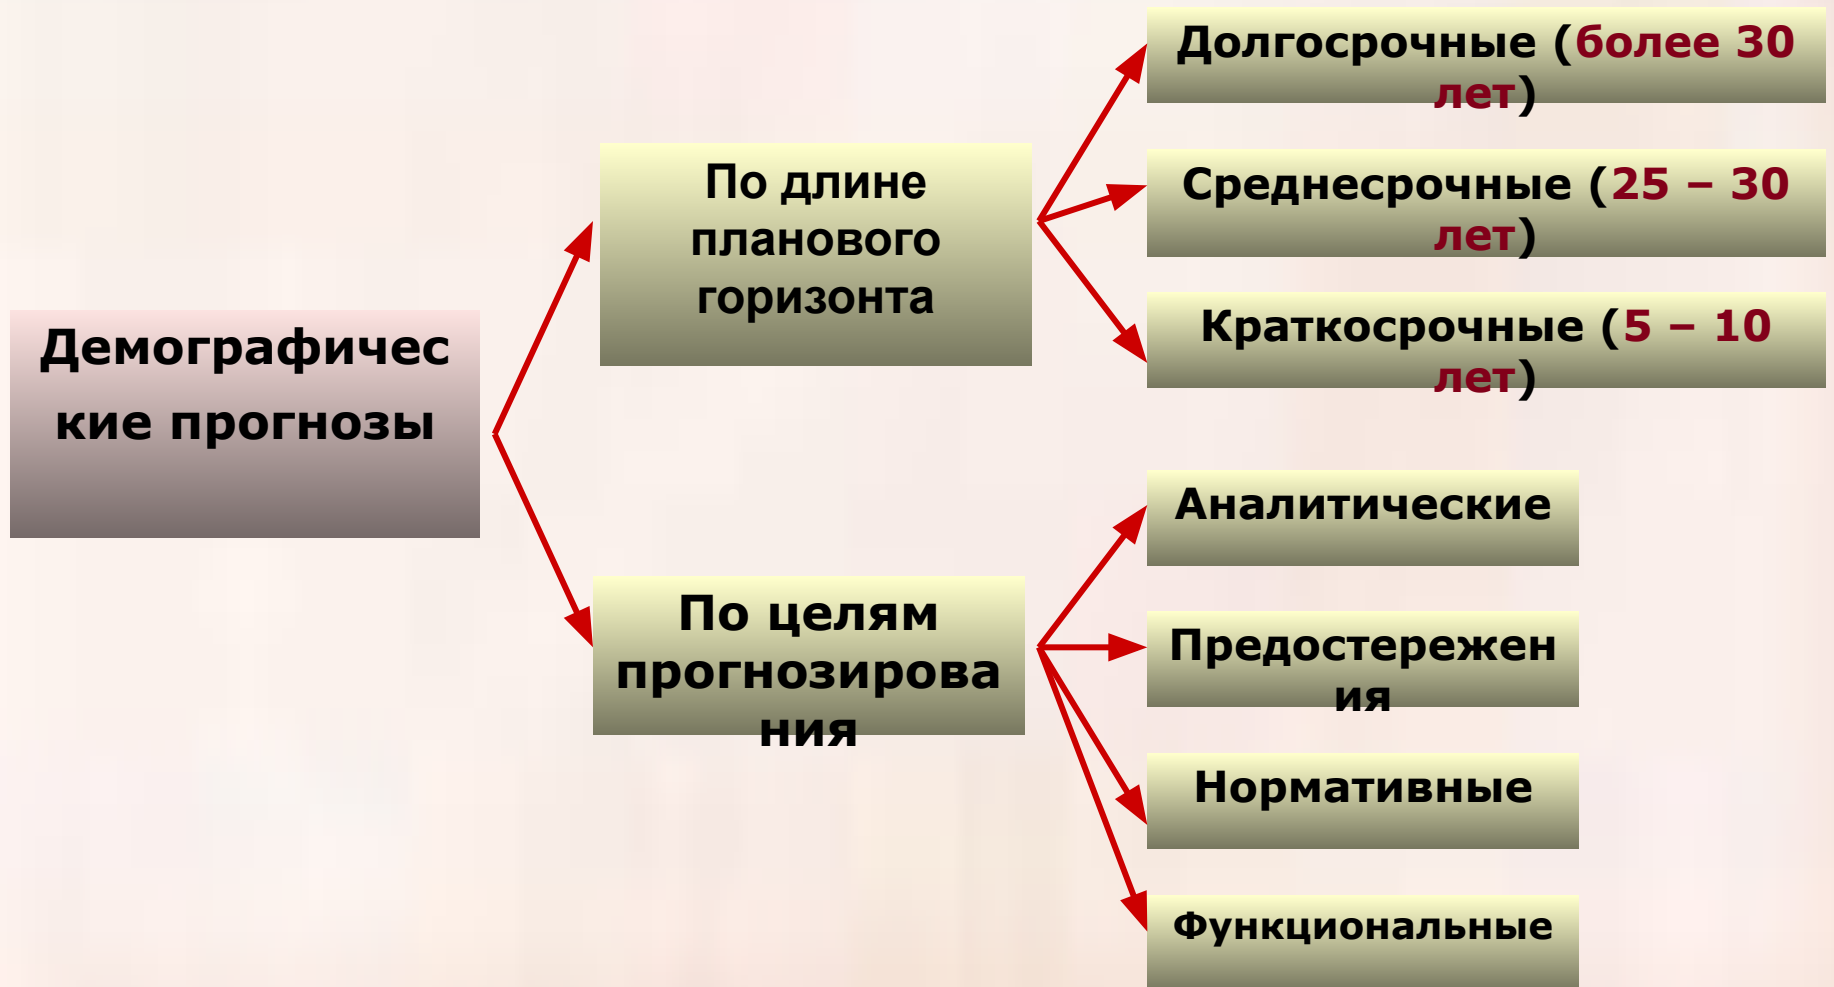 Демографичес
кие прогнозы
По длине
планового
горизонта
Долгосрочные (более 30
лет)
Среднесрочные (25 – 30
лет)
Краткосрочные (5 – 10
лет)
По целям
прогнозирова
ния
Аналитические
Предостережен
ия
Нормативные
Функциональные